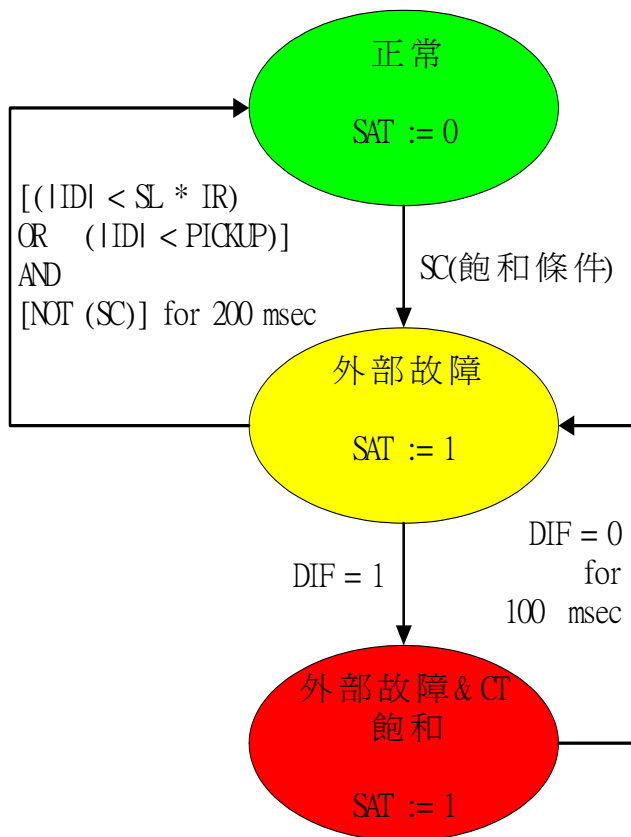 正常
SAT := 0
[(|ID| < SL * IR)
OR (|ID| < PICKUP)]
AND
[NOT (SC)] for 200 msec
SC(飽和條件)
外部故障
SAT := 1
DIF = 1
DIF = 0
for
100 msec
外部故障& CT
飽和
SAT := 1